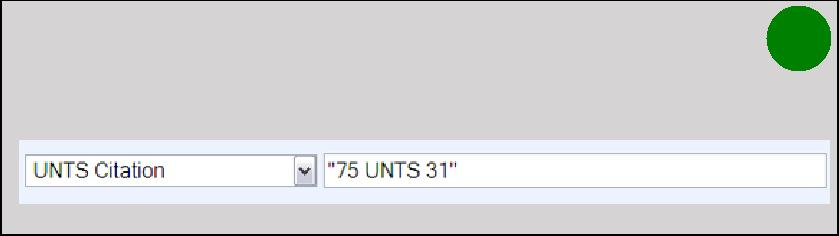 UNTS Citation "75 UNTS 31"